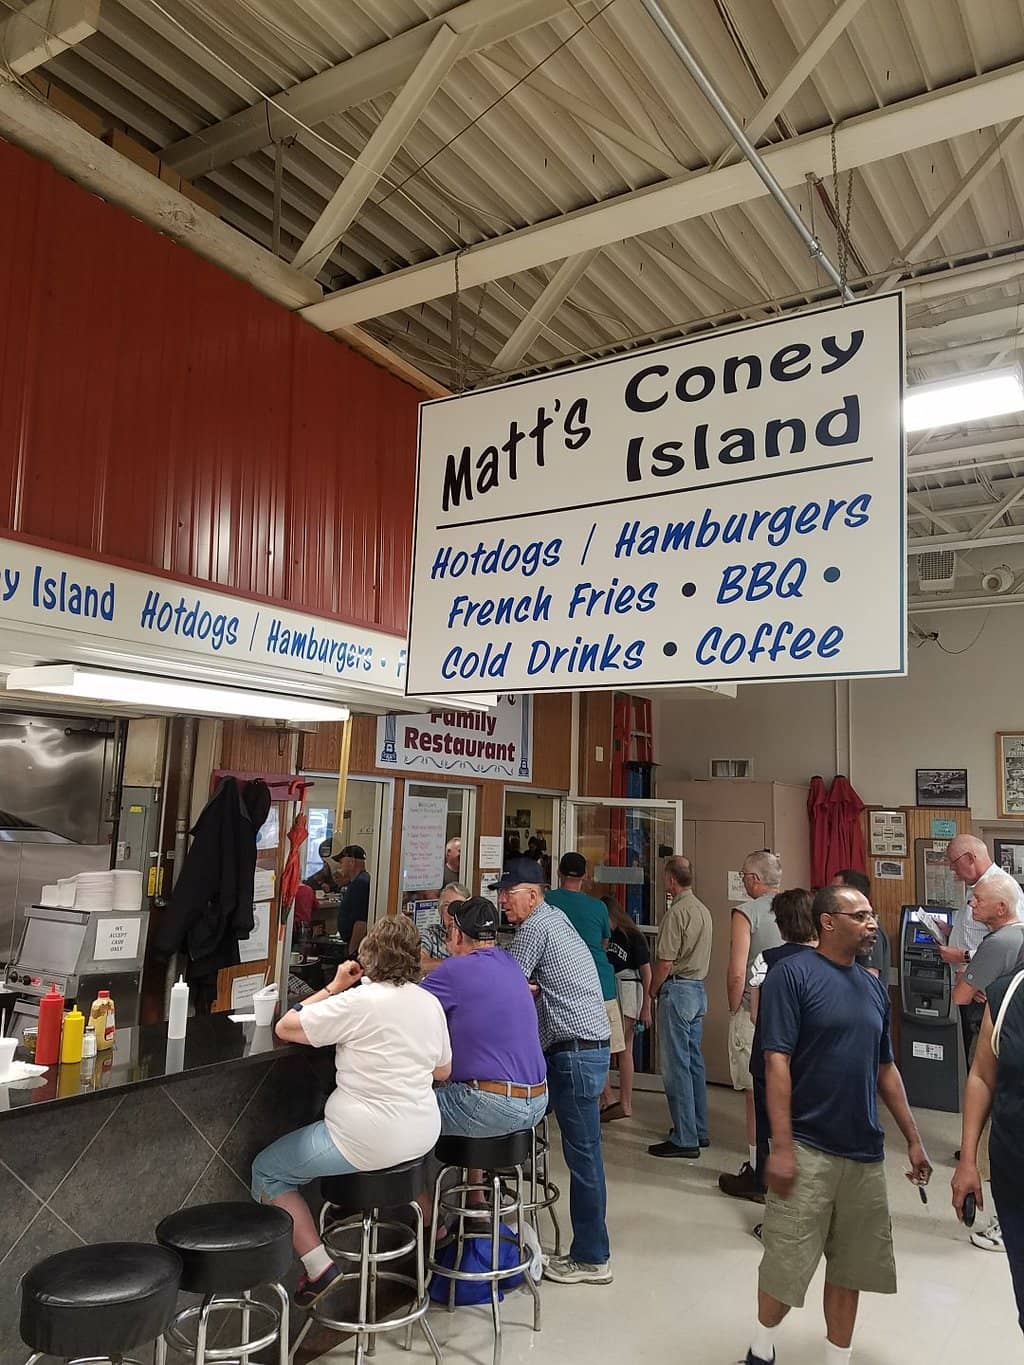 Matt's Coney
Island
Hotdogs / Hamburgers
French Fries • BBQ •
Cold Drinks • Coffee
y Island Hotdogs / Hamburgers • F
Family
Restaurant
WE
ACCEPT
CASH
ONLY